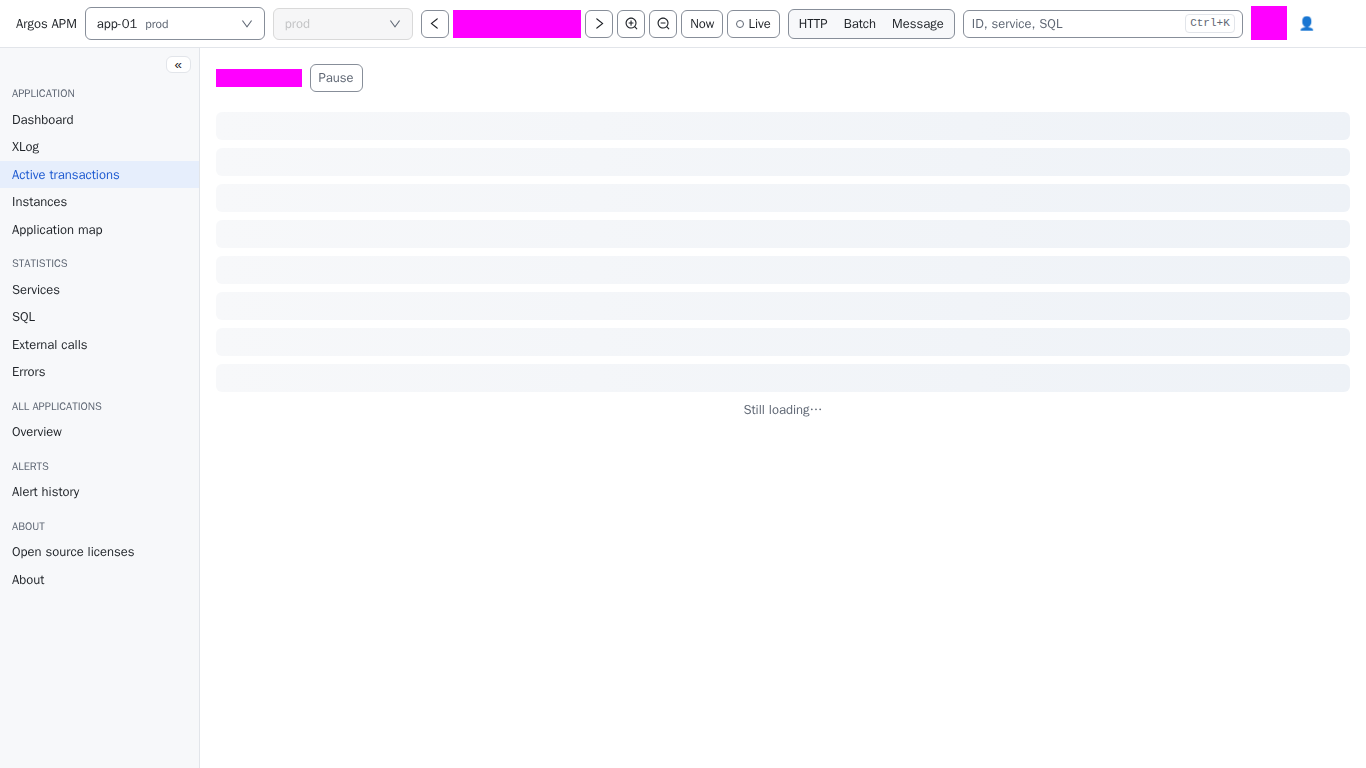 Argos APM app-01 prod prod Now Live HTTP Batch Message ID, service, SQL Ctrl+K
«
Pause
APPLICATION
Dashboard
XLog
Active transactions
Instances
Application map
STATISTICS
Services
SQL
External calls
Errors
ALL APPLICATIONS
Overview
ALERTS
Alert history
ABOUT
Open source licenses
About
Still loading…